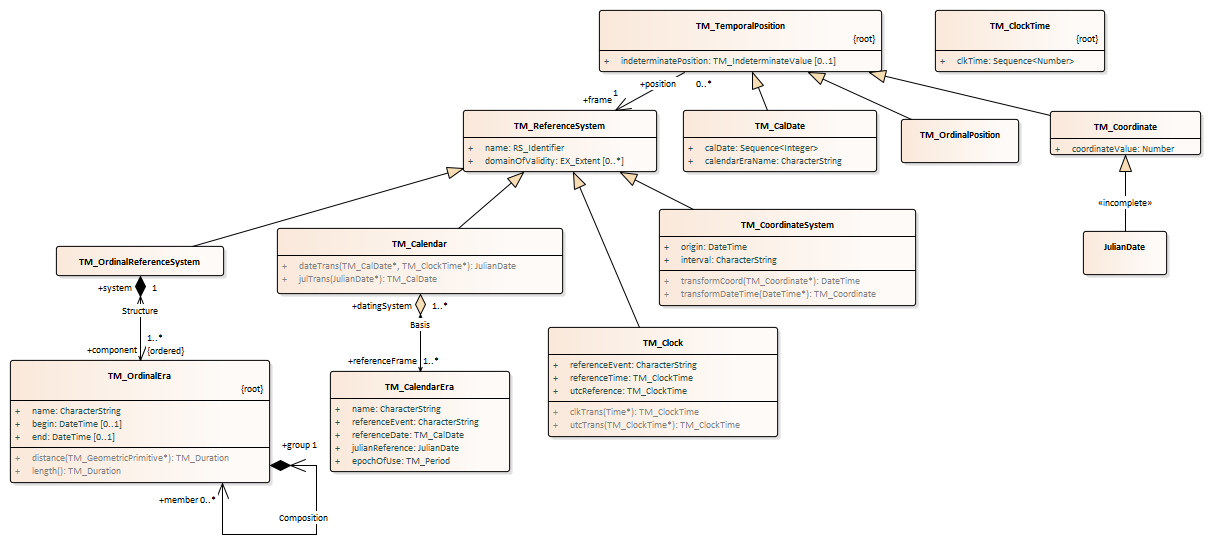 TM_TemporalPosition
{root}
+ indeterminatePosition: TM_IndeterminateValue [0..1]
TM_ClockTime
{root}
+ clkTime: Sequence<Number>
+position 0..*
1
+frame
TM_ReferenceSystem
+ name: RS_Identifier
+ domainOfValidity: EX_Extent [0..*]
TM_CalDate
+ calDate: Sequence<Integer>
+ calendarEraName: CharacterString
TM_OrdinalPosition
TM_Coordinate
+ coordinateValue: Number
«incomplete»
JulianDate
TM_OrdinalReferenceSystem
TM_Calendar
+ dateTrans(TM_CalDate*, TM_ClockTime*): JulianDate
+ julTrans(JulianDate*): TM_CalDate
TM_CoordinateSystem
+ origin: DateTime
+ interval: CharacterString
+ transformCoord(TM_Coordinate*): DateTime
+ transformDateTime(DateTime*): TM_Coordinate
+system 1
Structure
1..*
+component {ordered}
+datingSystem 1..*
Basis
+referenceFrame 1..*
TM_Clock
+ referenceEvent: CharacterString
+ referenceTime: TM_ClockTime
+ utcReference: TM_ClockTime
+ clkTrans(Time*): TM_ClockTime
+ utcTrans(TM_ClockTime*): TM_ClockTime
TM_OrdinalEra
{root}
+ name: CharacterString
+ begin: DateTime [0..1]
+ end: DateTime [0..1]
+ distance(TM_GeometricPrimitive*): TM_Duration
+ length(): TM_Duration
TM_CalendarEra
+ name: CharacterString
+ referenceEvent: CharacterString
+ referenceDate: TM_CalDate
+ julianReference: JulianDate
+ epochOfUse: TM_Period
+group 1
+member 0..*
Composition